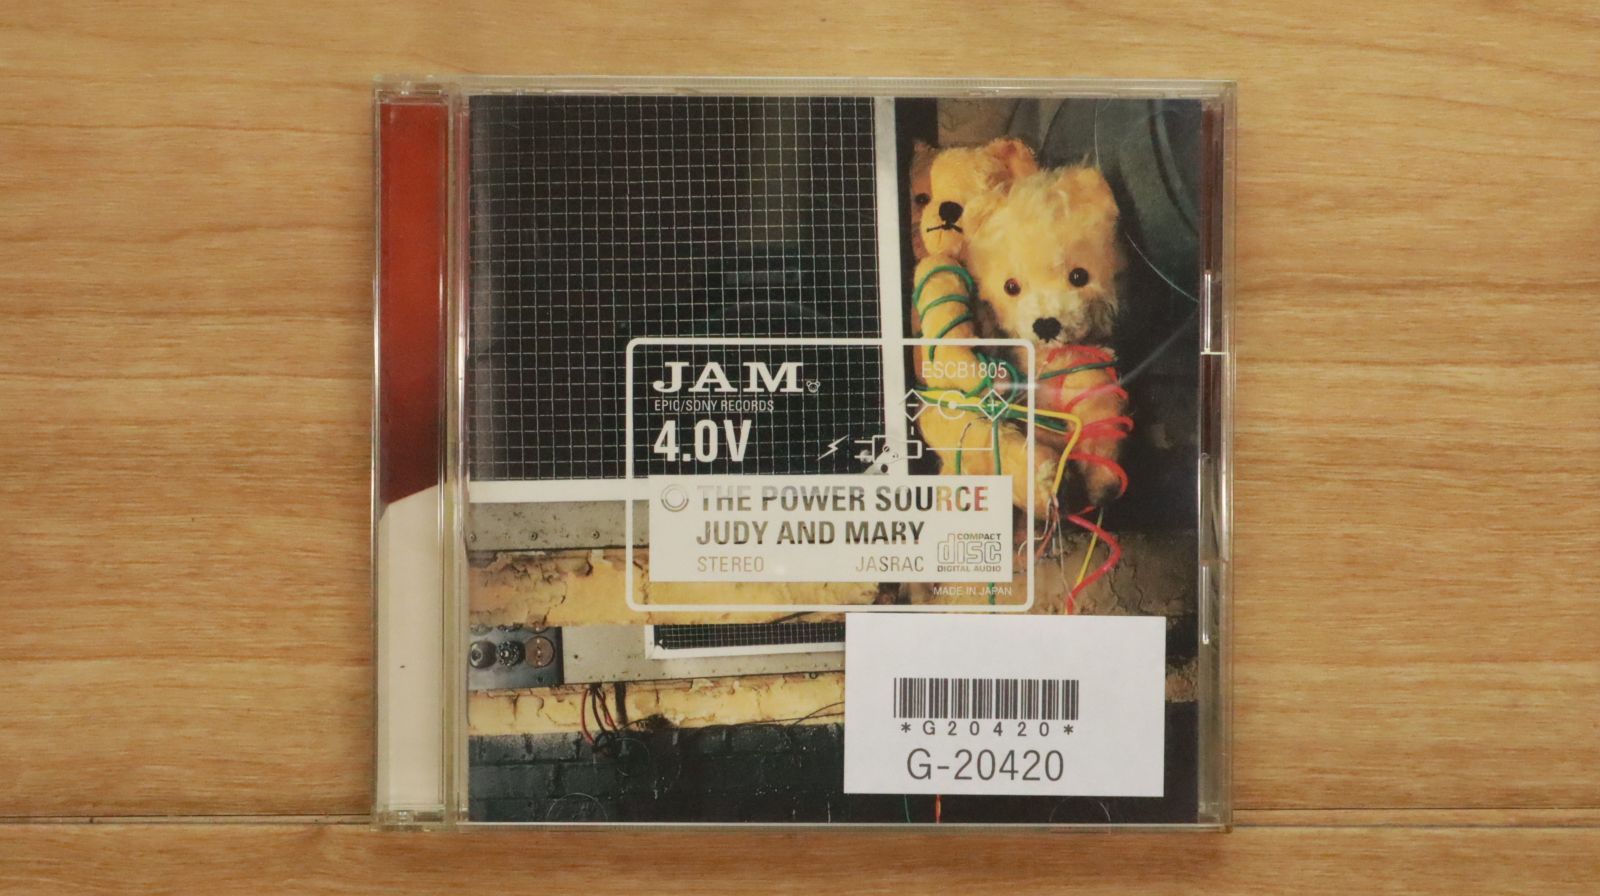 JAM
ESCB1805
EPIC/SONY RECORDS
4.0V
THE POWER SOURCE
JUDY AND MARY
STEREO JASRAC
COMPACT
disc
DIGITAL AUDIO
MADE IN JAPAN
*G20420*
G-20420